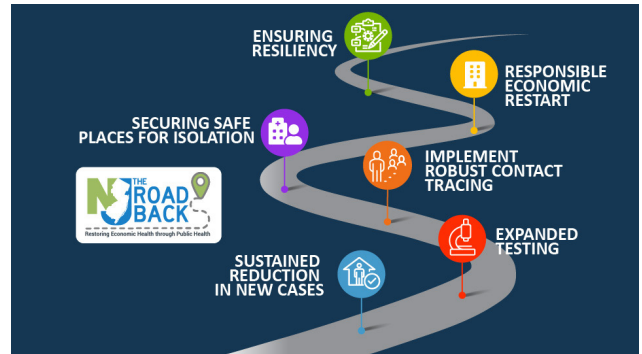 ENSURING
RESILIENCY
RESPONSIBLE
ECONOMIC
RESTART
SECURING SAFE
PLACES FOR ISOLATION
IMPLEMENT
ROBUST CONTACT
TRACING
NJ THE
ROAD
BACK
Restoring Economic Health through Public Health
EXPANDED
TESTING
SUSTAINED
REDUCTION
IN NEW CASES